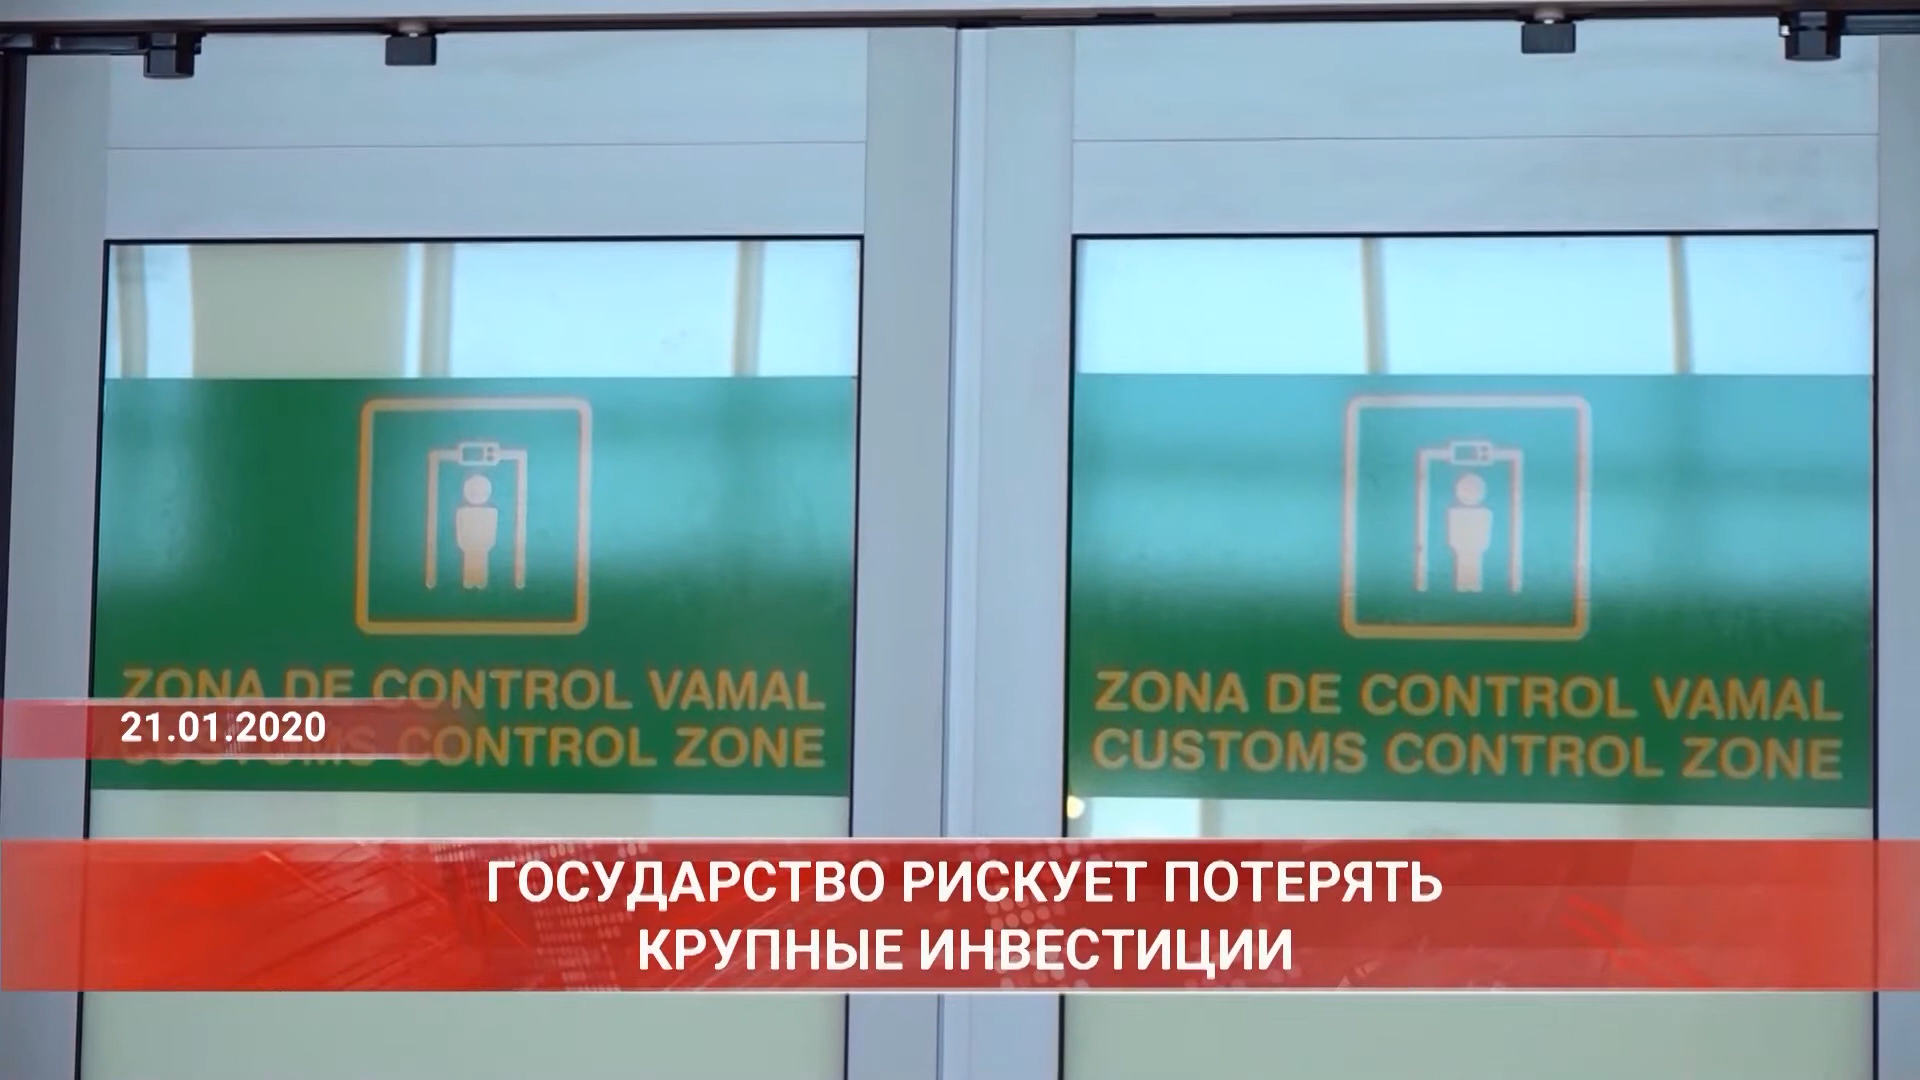 ZONA DE CONTROL VAMAL
CUSTOMS CONTROL ZONE
ZONA DE CONTROL VAMAL
CUSTOMS CONTROL ZONE
21.01.2020
ГОСУДАРСТВО РИСКУЕТ ПОТЕРЯТЬ
КРУПНЫЕ ИНВЕСТИЦИИ